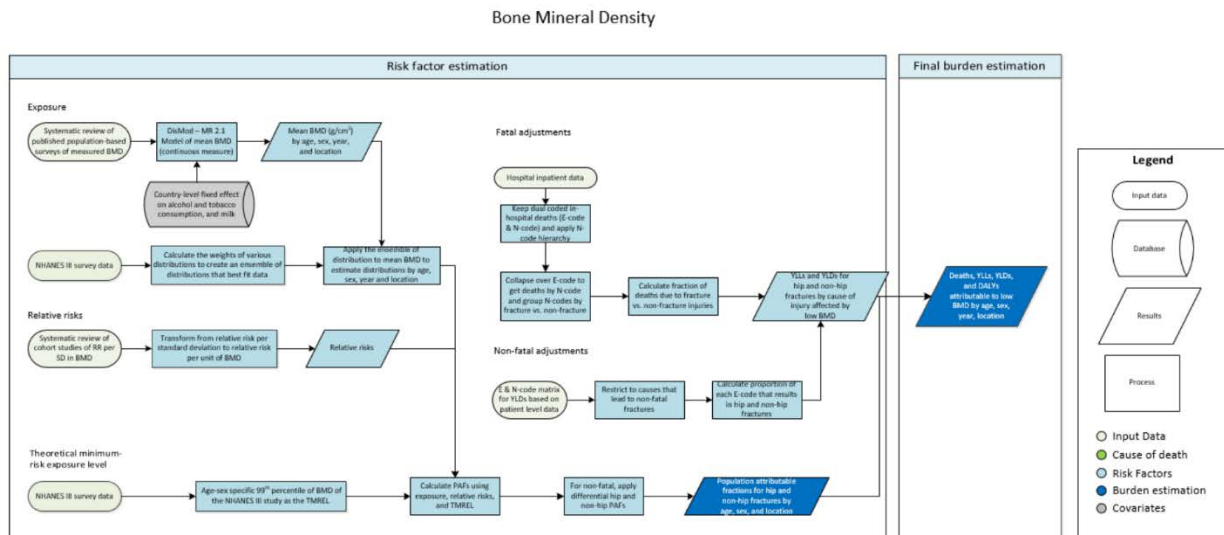 Bone Mineral Density
Risk factor estimation
Final burden estimation
Exposure
Systematic review of
published population-based
surveys of measured BMD
DisMod – MR 2.1
Model of mean BMD
(continuous measure)
Mean BMD (g/cm²)
by age, sex, year,
and location
Country-level fixed effect
on alcohol and tobacco
consumption, and milk
NHANES III survey data
Calculate the weights of various
distributions to create an ensemble of
distributions that best fit data
Apply the ensemble of
distribution to mean BMD to
estimate distributions by age,
sex, year and location
Relative risks
Systematic review of
cohort studies of RR per
SD in BMD
Transform from relative risk per
standard deviation to relative risk
per unit of BMD
Relative risks
Theoretical minimum-
risk exposure level
NHANES III survey data
Age-sex specific 99th percentile of BMD of
the NHANES III study as the TMREL
Calculate PAFs using
exposure, relative risks,
and TMREL
For non-fatal, apply
differential hip and
non-hip PAFs
Population attributable
fractions for hip and
non-hip fractures by
age, sex, and location
Fatal adjustments
Hospital inpatient data
Keep dual coded in-
hospital deaths (E-code
& N-code) and apply N-
code hierarchy
Collapse over E-code to
get deaths by N-code
and group N-codes by
fracture vs. non-fracture
Calculate fraction of
deaths due to fracture
vs. non-fracture injuries
YLLs and YLDs for
hip and non-hip
fractures by cause of
injury affected by
low BMD
Non-fatal adjustments
E & N-code matrix
for YLDs based on
patient level data
Restrict to causes that
lead to non-fatal
fractures
Calculate proportion of
each E-code that results
in hip and non-hip
fractures
Deaths, YLLs, YLDs,
and DALYs
attributable to low
BMD by age, sex,
year, location
Legend
Input data
Database
Results
Process
Input Data
Cause of death
Risk Factors
Burden estimation
Covariates